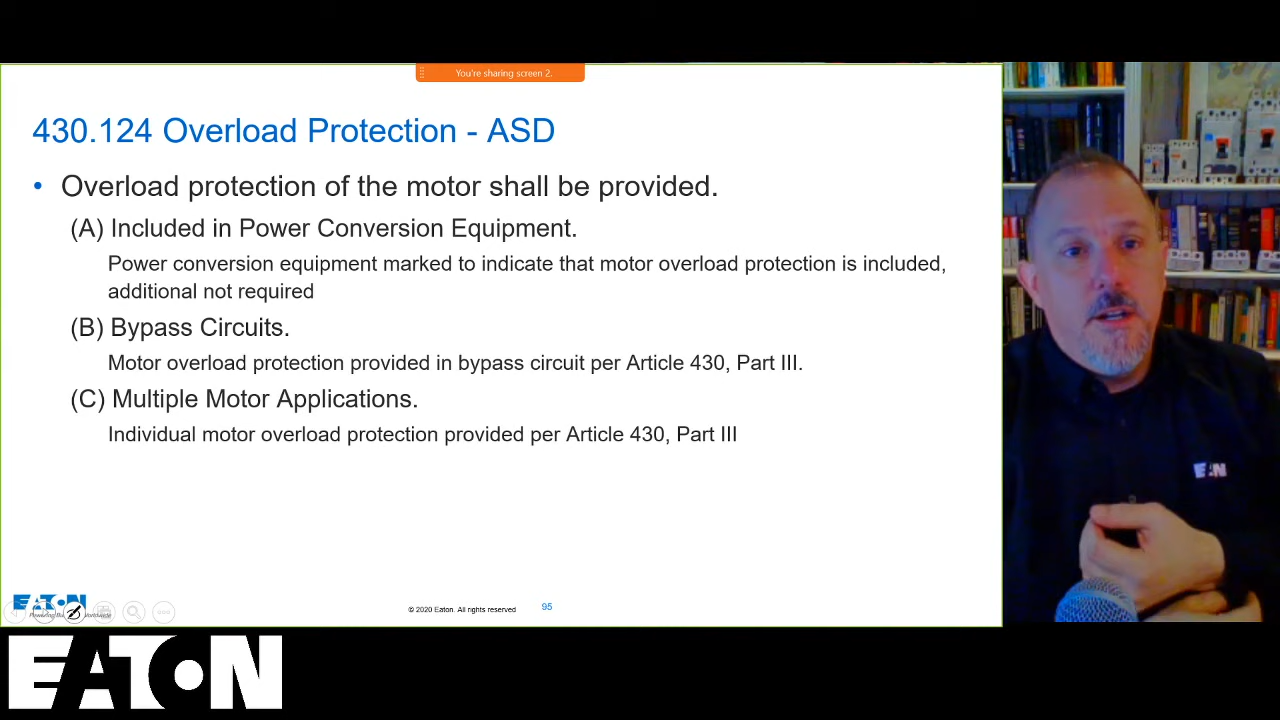 You're sharing screen 2.
430.124 Overload Protection - ASD
• Overload protection of the motor shall be provided.
(A) Included in Power Conversion Equipment.
Power conversion equipment marked to indicate that motor overload protection is included,
additional not required
(B) Bypass Circuits.
Motor overload protection provided in bypass circuit per Article 430, Part III.
(C) Multiple Motor Applications.
Individual motor overload protection provided per Article 430, Part III
EATON
EATON
© 2020 Eaton. All rights reserved
95
EATON